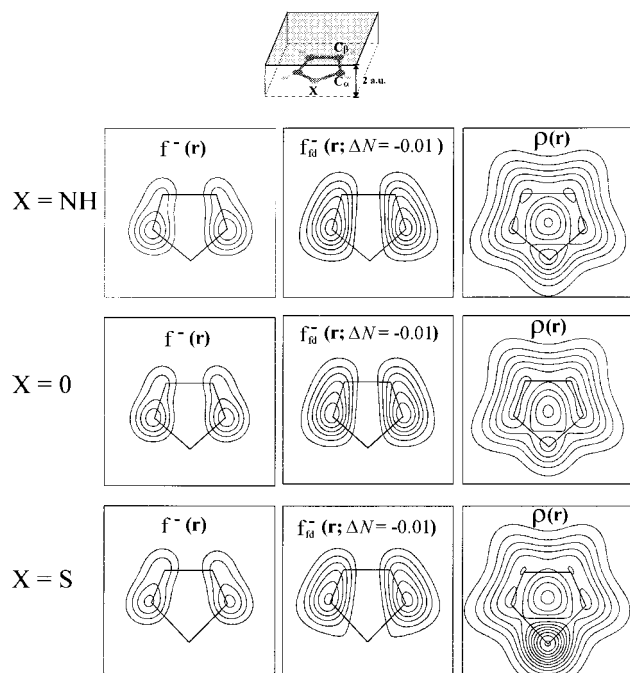 Cβ
Cα
X
2 a.u.
X = NH
f⁻(r)
f⁻fd(r; ΔN = -0.01)
ρ(r)
X = 0
f⁻(r)
f⁻fd(r; ΔN = -0.01)
ρ(r)
X = S
f⁻(r)
f⁻fd(r; ΔN = -0.01)
ρ(r)